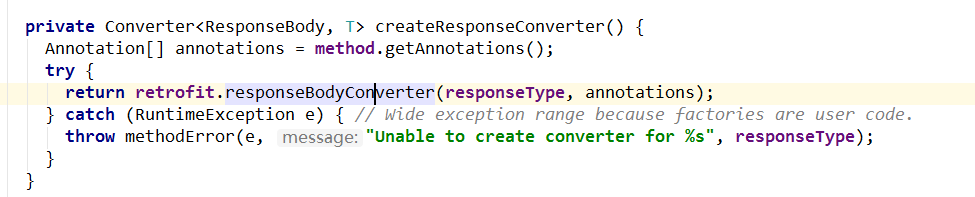 private Converter<ResponseBody, T> createResponseConverter() {
Annotation[] annotations = method.getAnnotations();
try {
return retrofit.responseBodyConverter(responseType, annotations);
} catch (RuntimeException e) { // Wide exception range because factories are user code.
throw methodError(e, message: "Unable to create converter for %s", responseType);
}
}